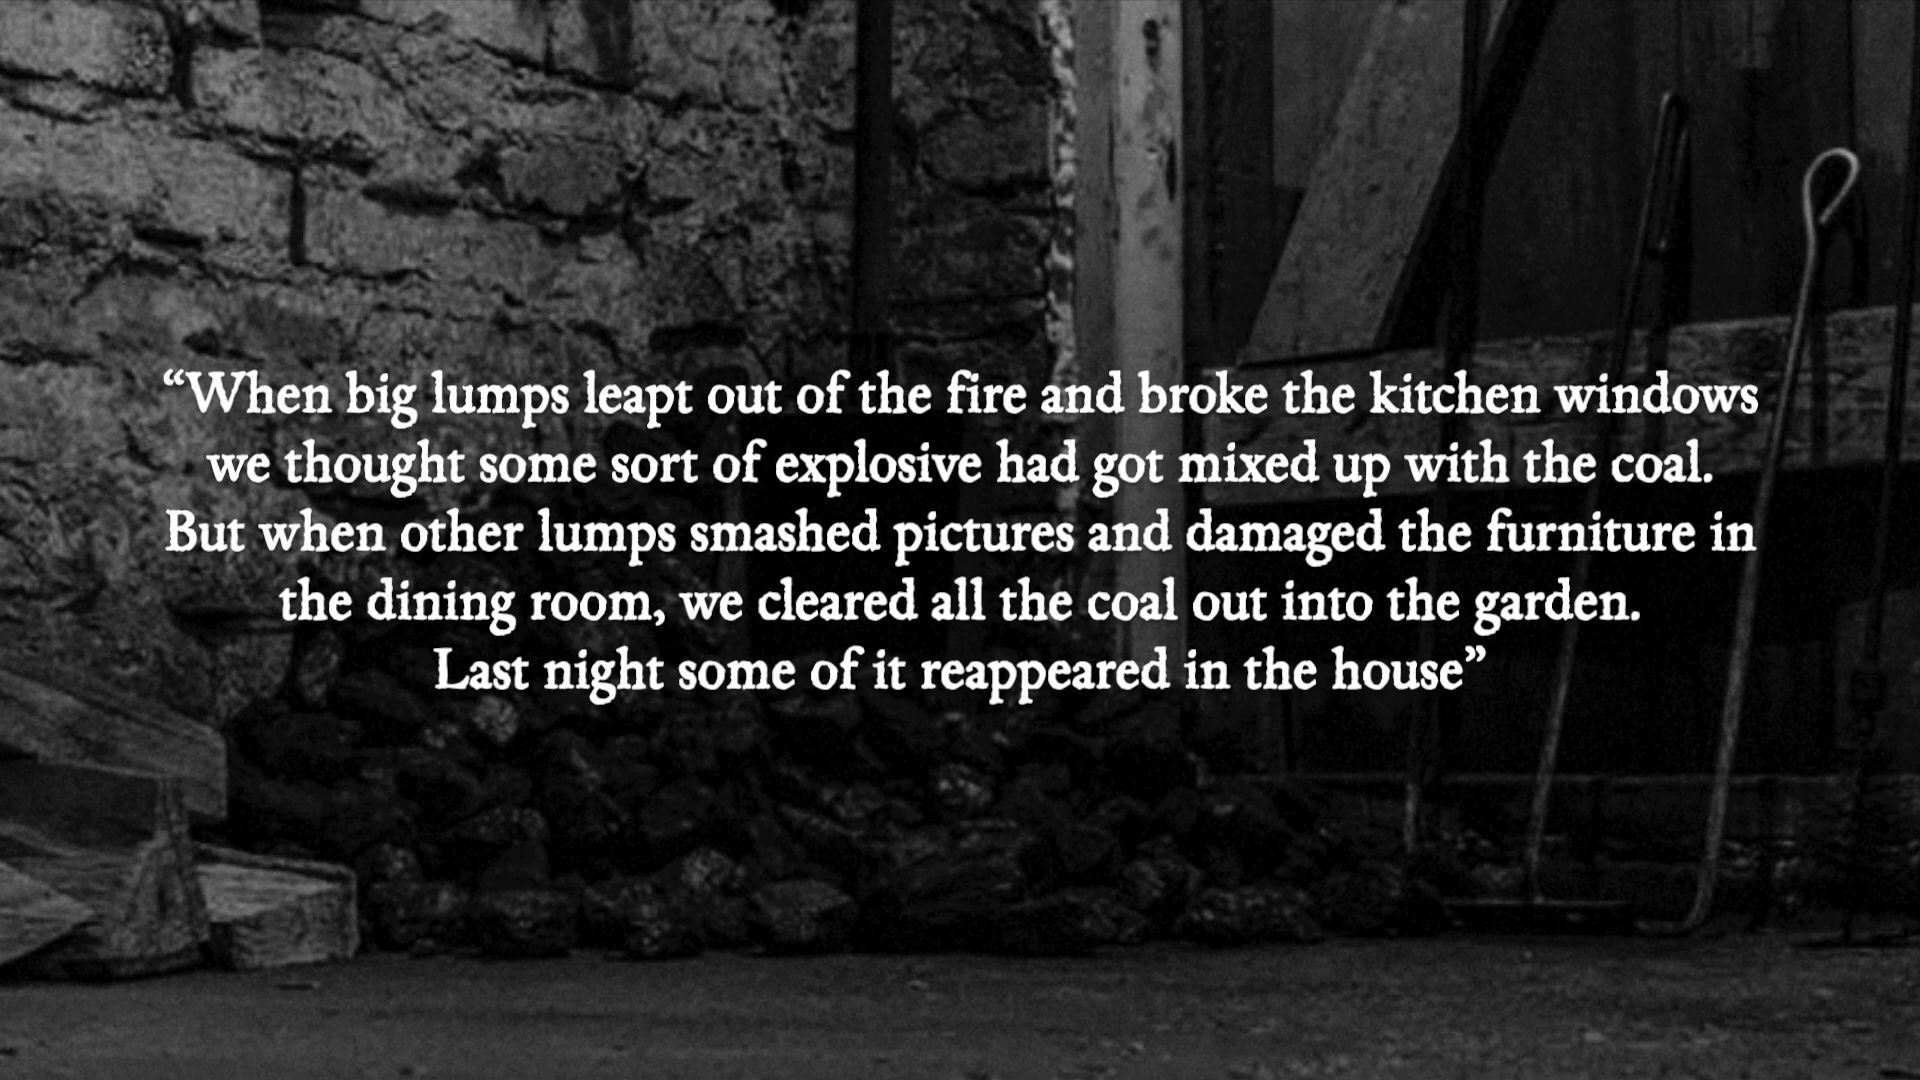 “When big lumps leapt out of the fire and broke the kitchen windows
we thought some sort of explosive had got mixed up with the coal.
But when other lumps smashed pictures and damaged the furniture in
the dining room, we cleared all the coal out into the garden.
Last night some of it reappeared in the house”